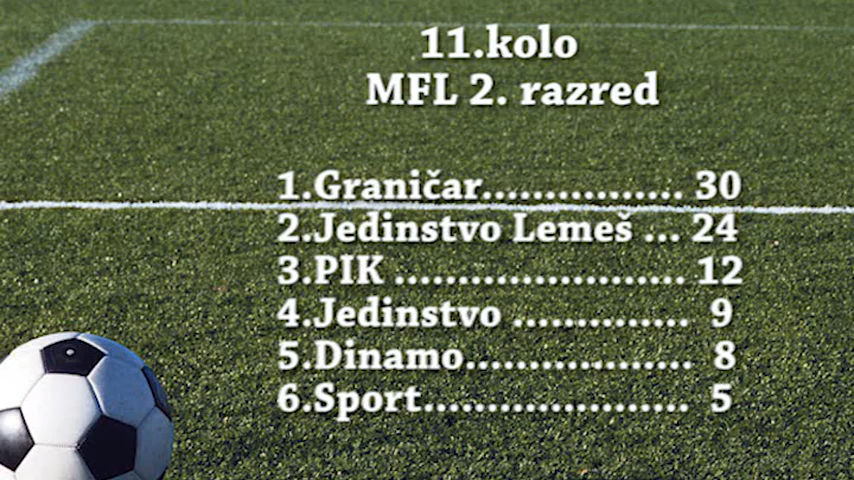 11.kolo
MFL 2. razred
1.Graničar................ 30
2.Jedinstvo Lemeš ... 24
3.PIK ....................... 12
4.Jedinstvo .............. 9
5.Dinamo.................. 8
6.Sport..................... 5